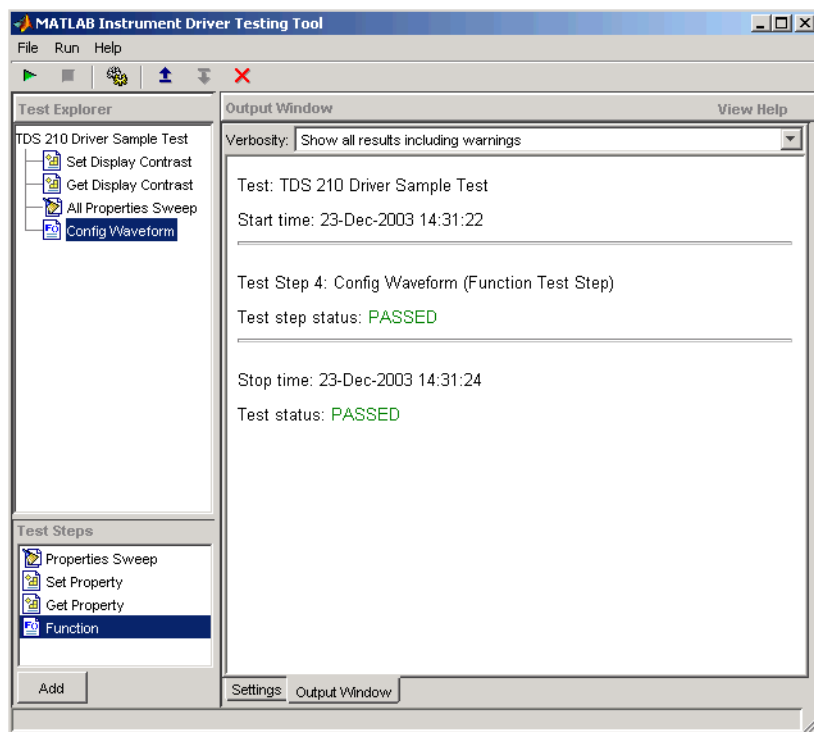 MATLAB Instrument Driver Testing Tool
File Run Help
Test Explorer
TDS 210 Driver Sample Test
Set Display Contrast
Get Display Contrast
All Properties Sweep
Config Waveform
Test Steps
Properties Sweep
Set Property
Get Property
Function
Add
Output Window View Help
Verbosity: Show all results including warnings
Test: TDS 210 Driver Sample Test
Start time: 23-Dec-2003 14:31:22
Test Step 4: Config Waveform (Function Test Step)
Test step status: PASSED
Stop time: 23-Dec-2003 14:31:24
Test status: PASSED
Settings Output Window